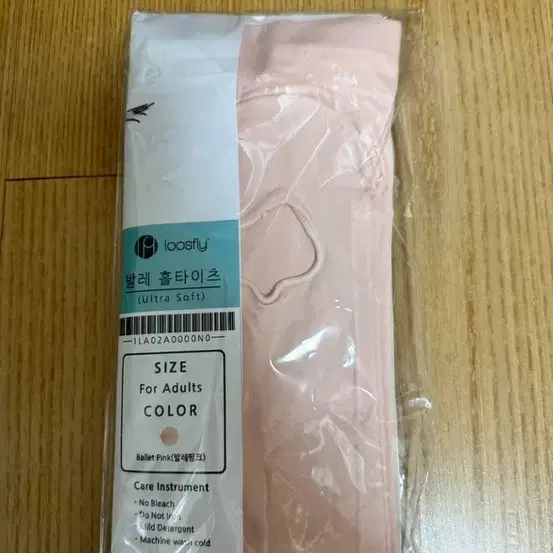 loosfly
발레 홀타이츠
(Ultra Soft)
1LA02A0000N0
SIZE
For Adults
COLOR
Ballet Pink(발레핑크)
Care Instrument
· No Bleach
· Do Not Iron
· Mild Detergent
· Machine wash cold